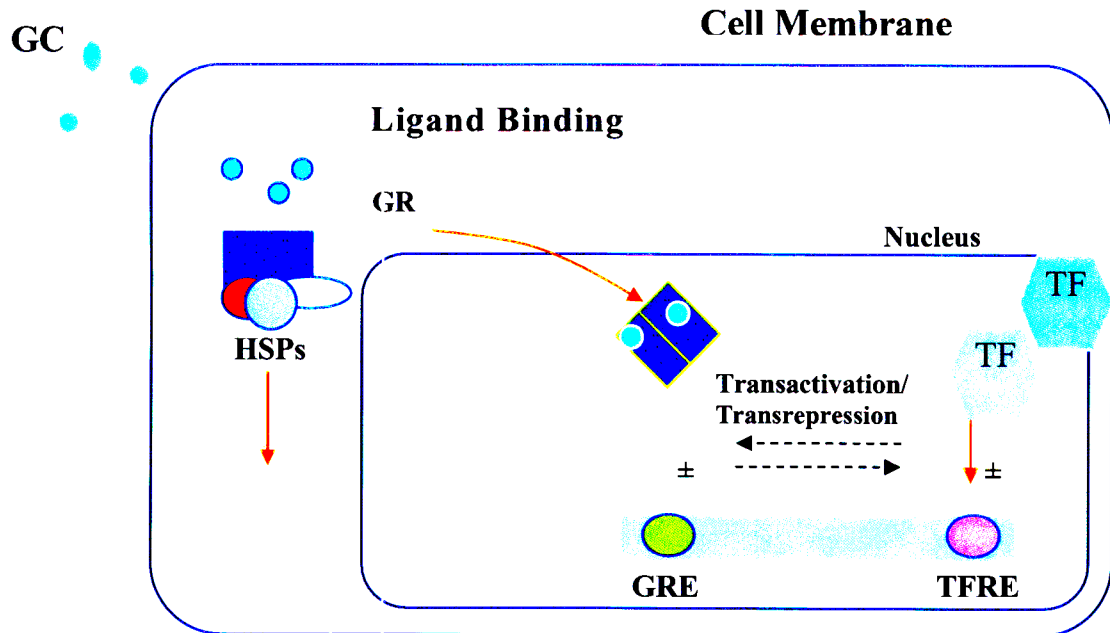 Cell Membrane
GC
Ligand Binding
GR
Nucleus
TF
TF
HSPs
Transactivation/
Transrepression
± ±
GRE TFRE